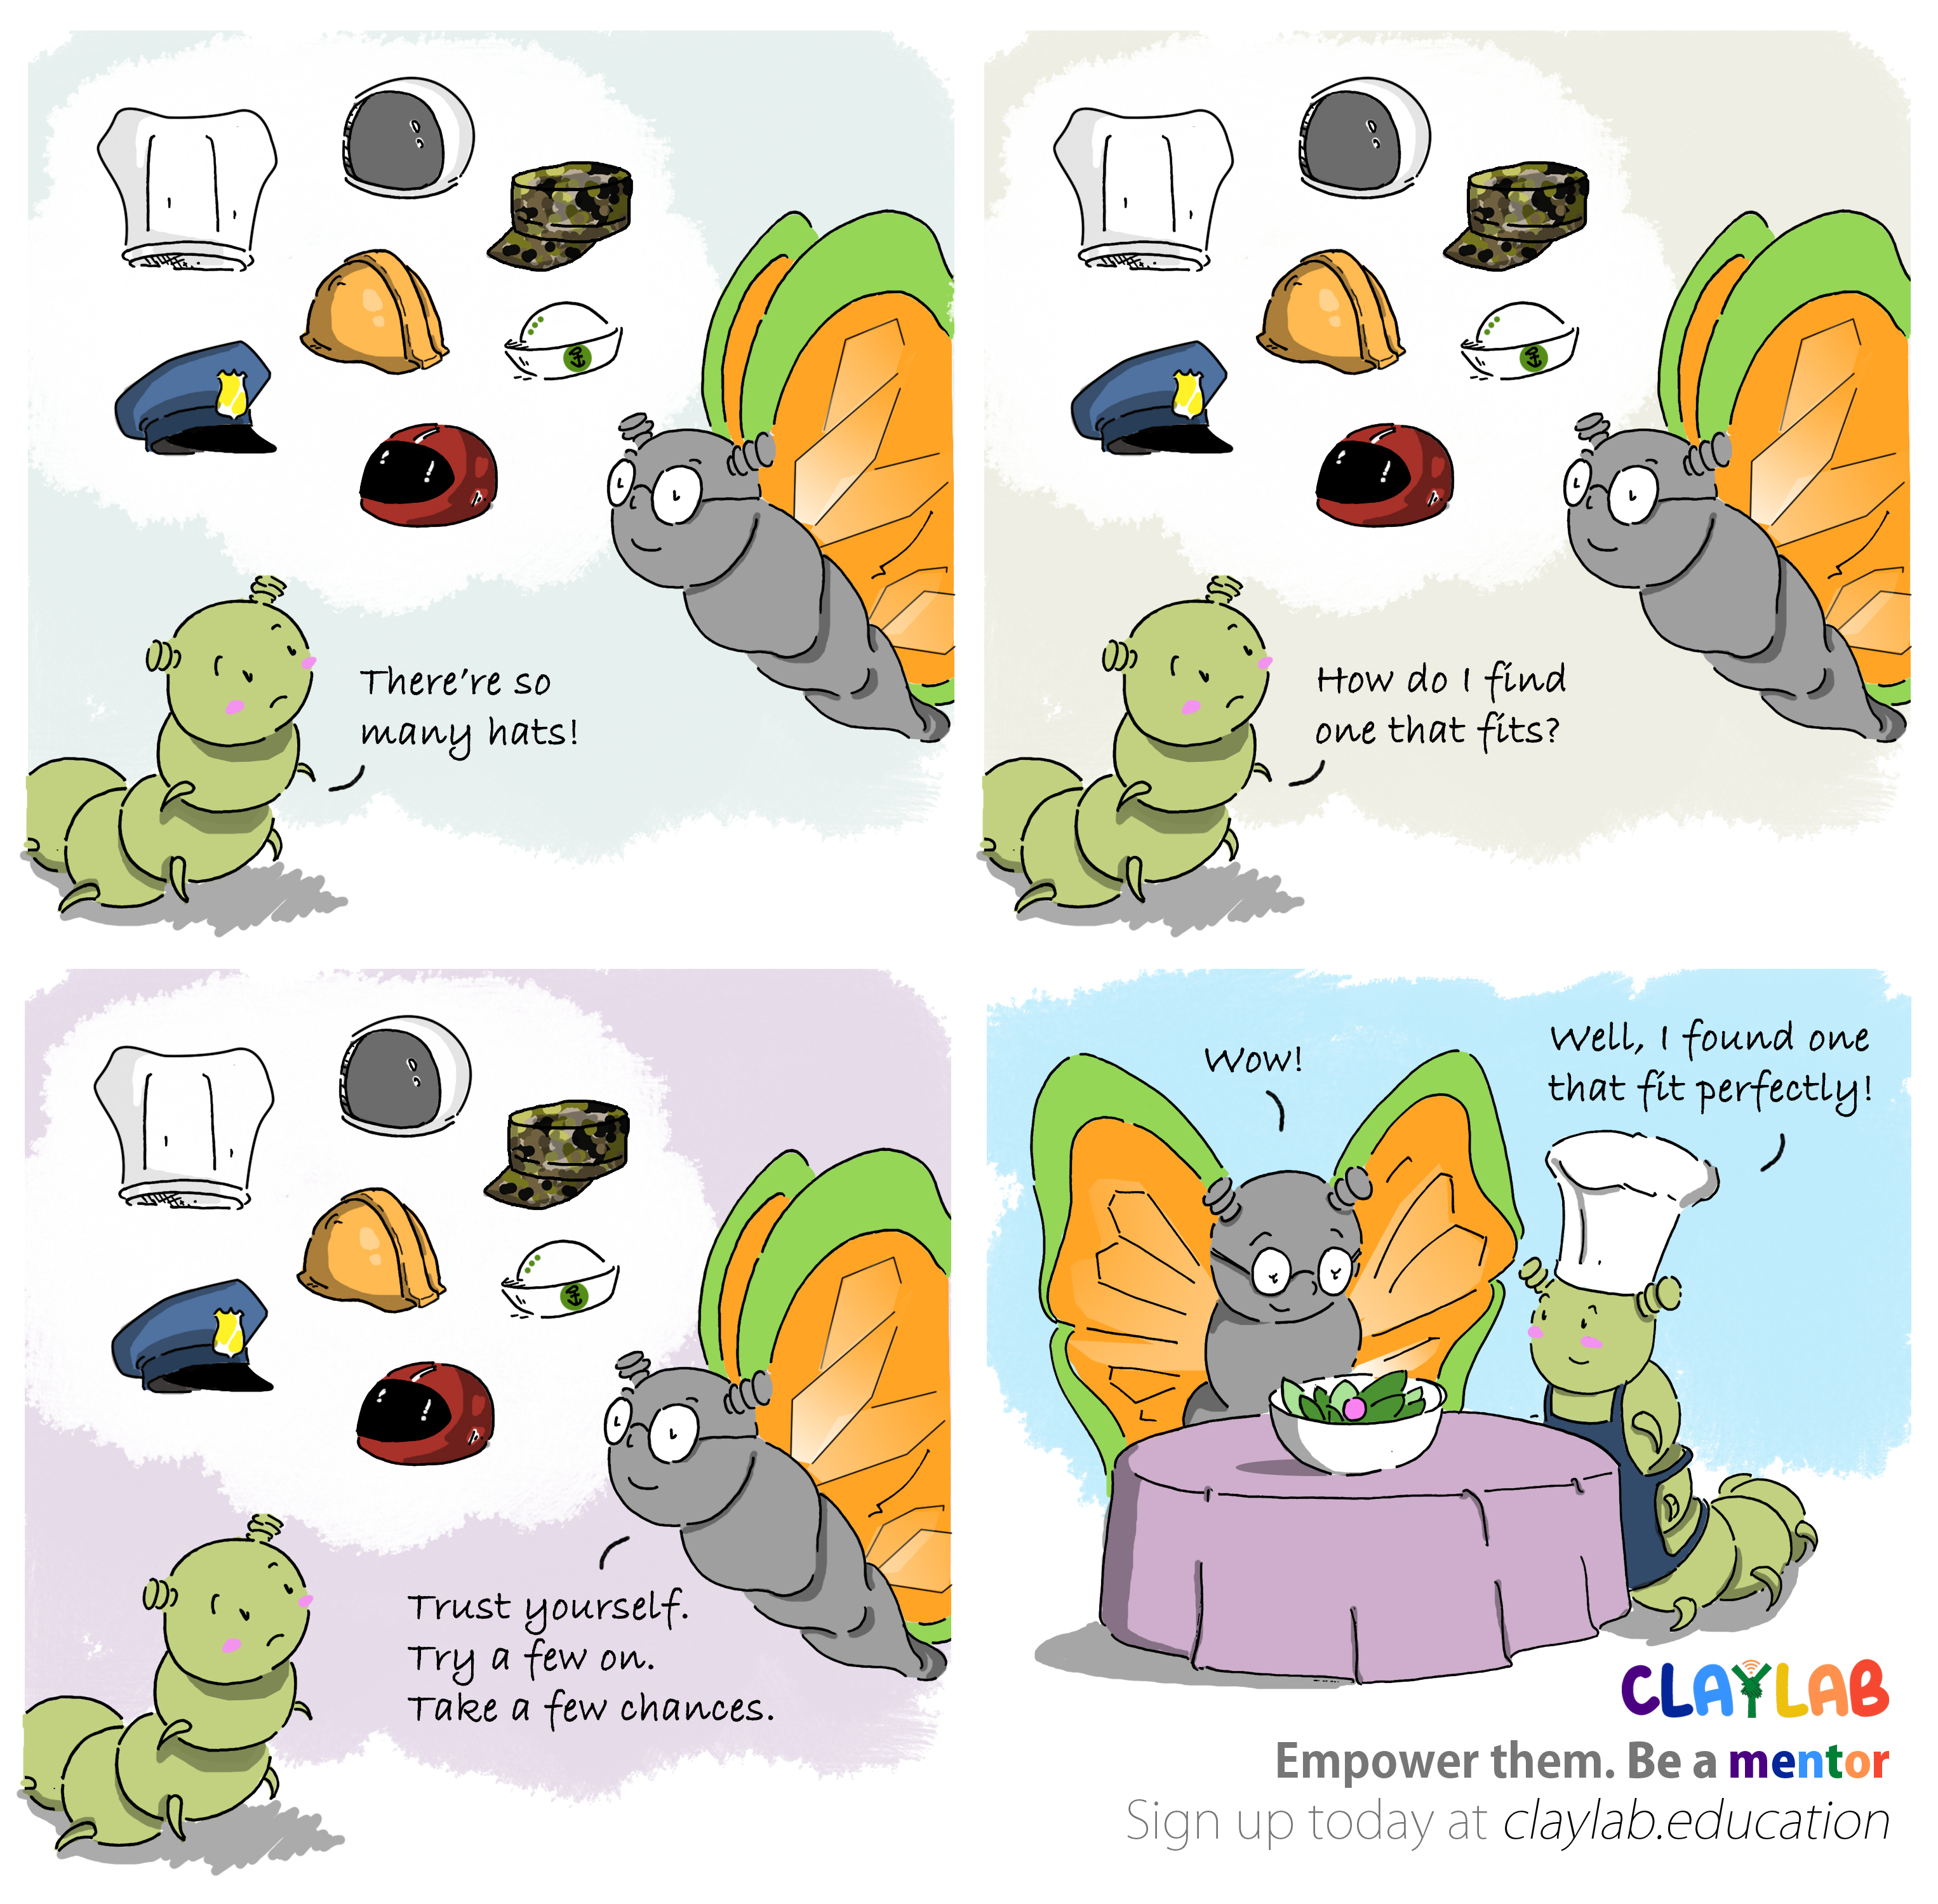 There're so
many hats!
How do I find
one that fits?
Trust yourself.
Try a few on.
Take a few chances.
Wow!
Well, I found one
that fit perfectly!
CLAYLAB
Empower them. Be a mentor
Sign up today at claylab.education